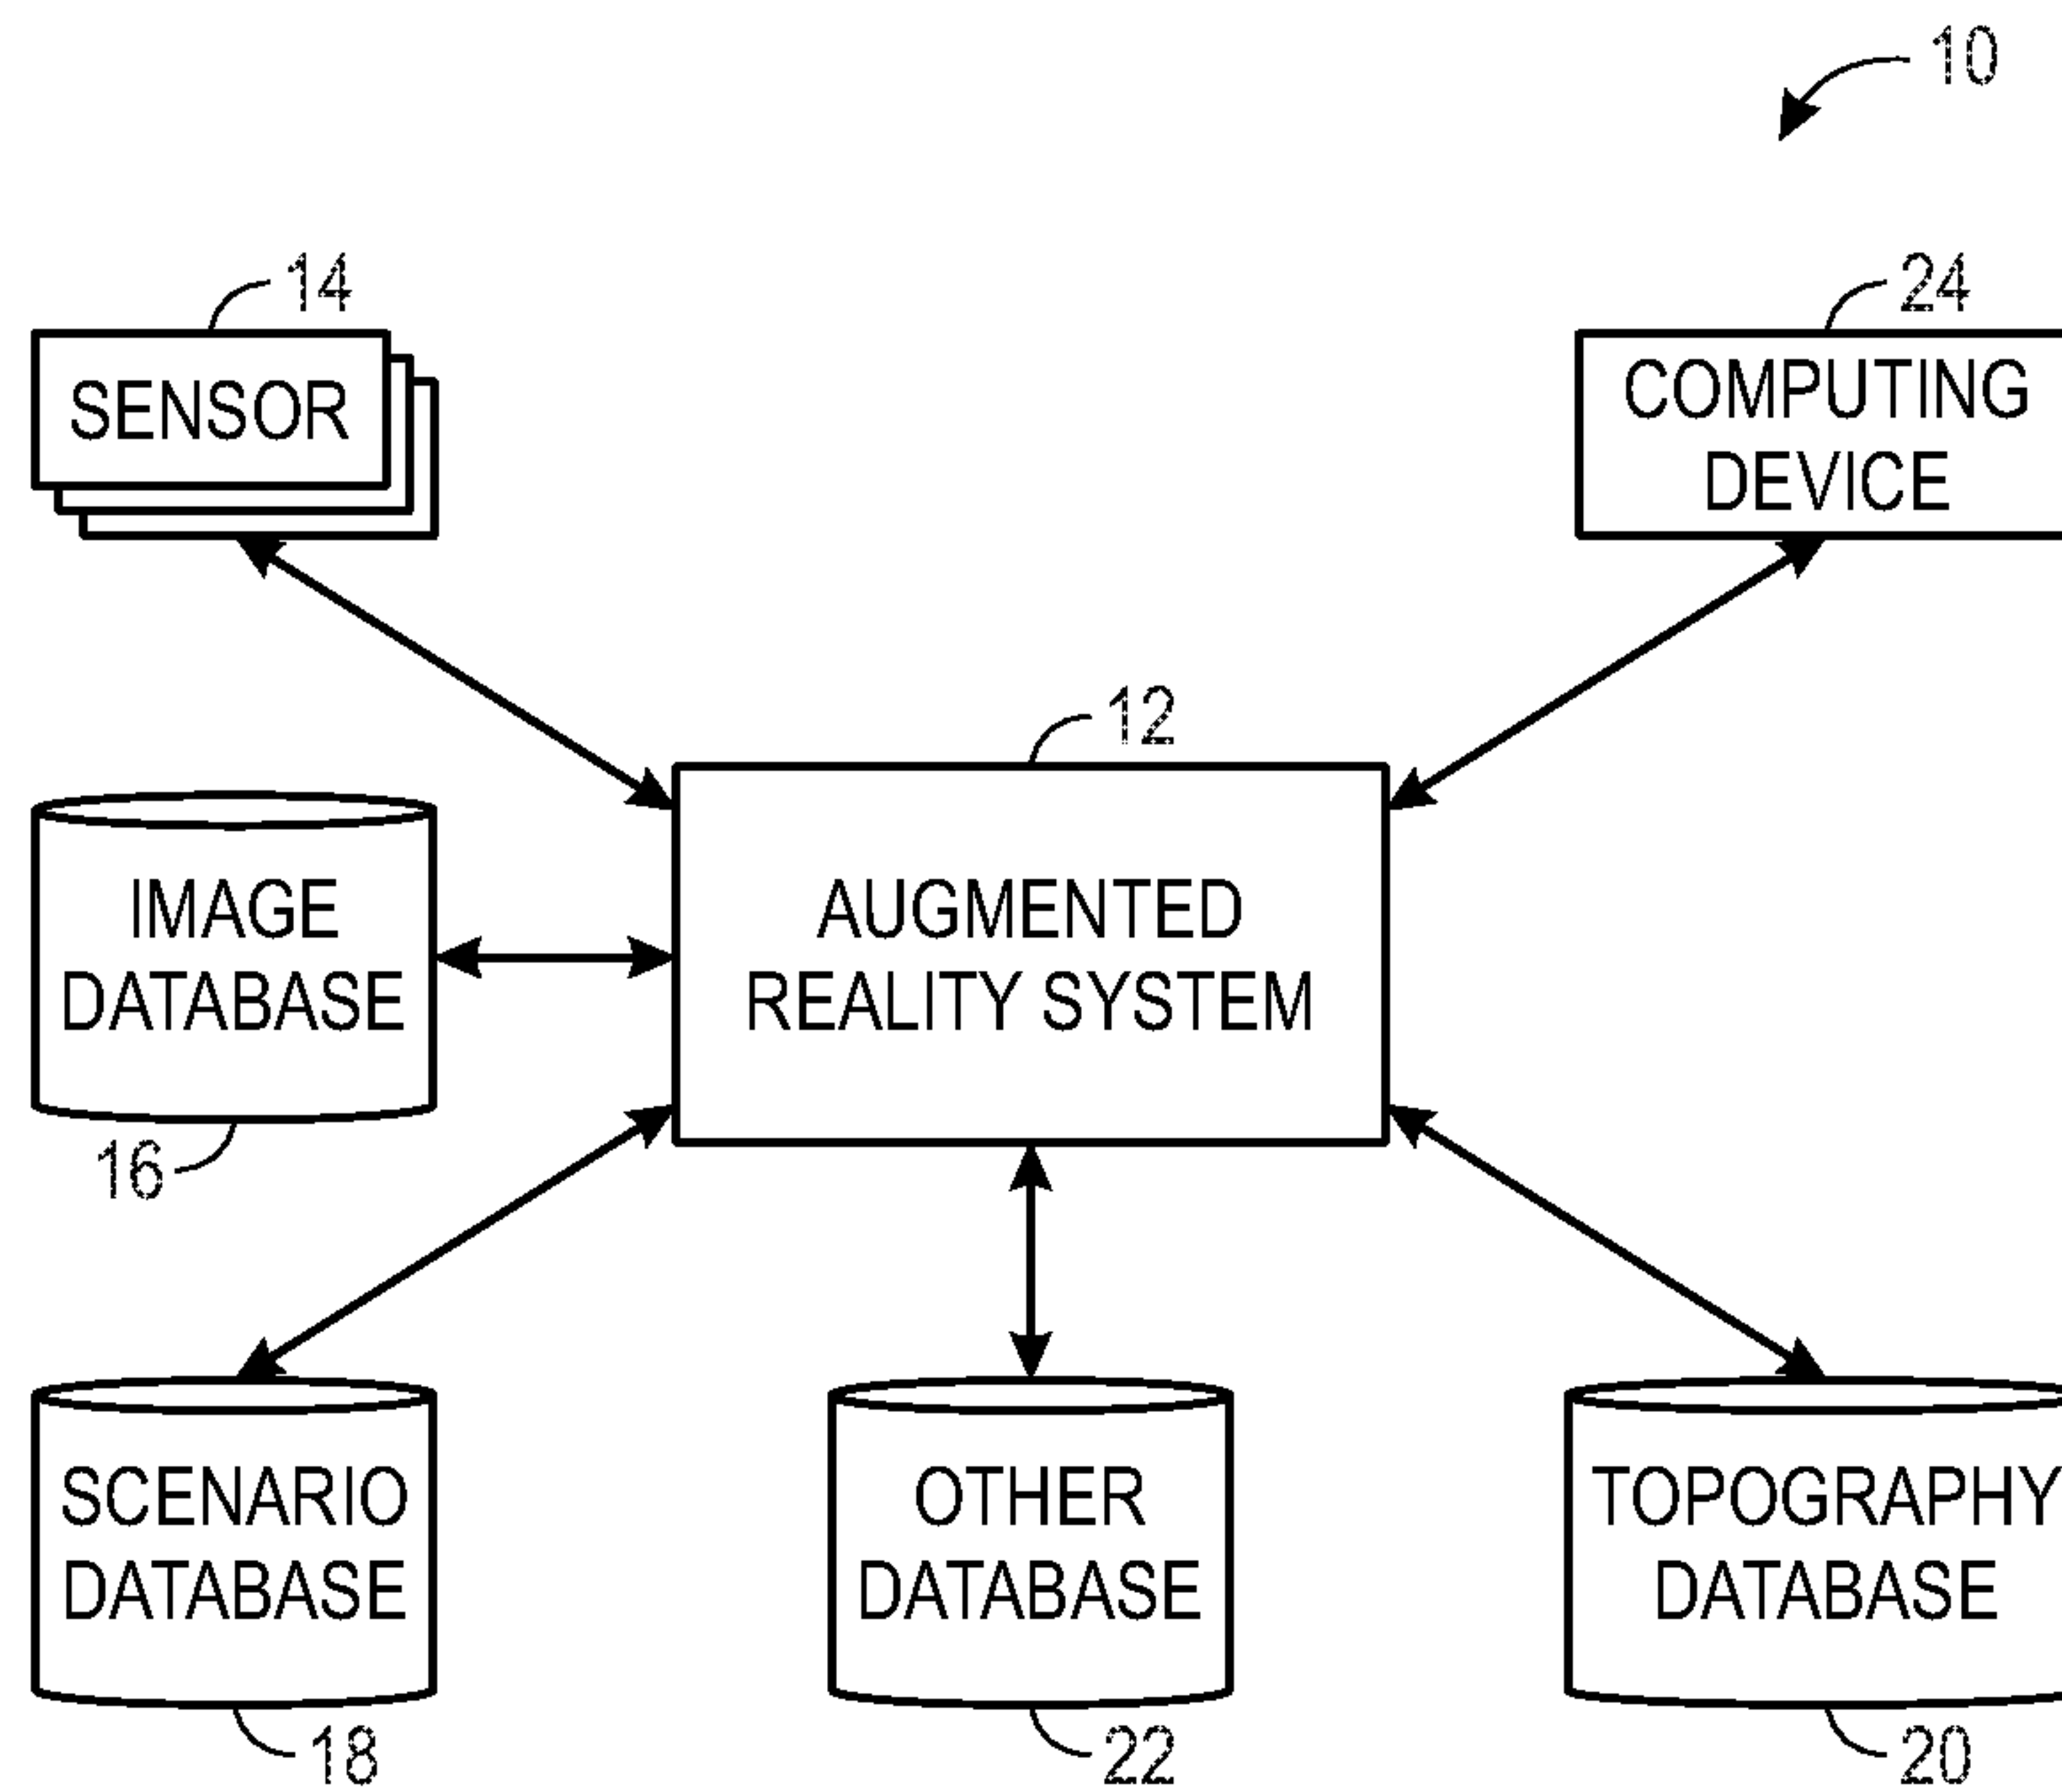 10
14
24
SENSOR
COMPUTING
DEVICE
12
IMAGE
DATABASE
AUGMENTED
REALITY SYSTEM
16
SCENARIO
DATABASE
OTHER
DATABASE
TOPOGRAPHY
DATABASE
18
22
20